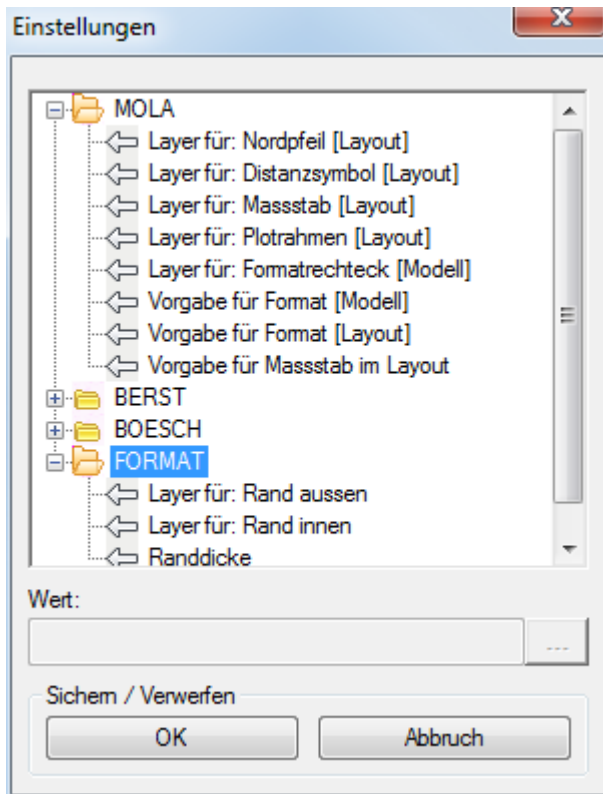 Einstellungen
MOLA
Layer für: Nordpfeil [Layout]
Layer für: Distanzsymbol [Layout]
Layer für: Massstab [Layout]
Layer für: Plotrahmen [Layout]
Layer für: Formatrechteck [Modell]
Vorgabe für Format [Modell]
Vorgabe für Format [Layout]
Vorgabe für Massstab im Layout
BERST
BOESCH
FORMAT
Layer für: Rand aussen
Layer für: Rand innen
Randdicke
Wert:
...
Sichern / Verwerfen
OK Abbruch